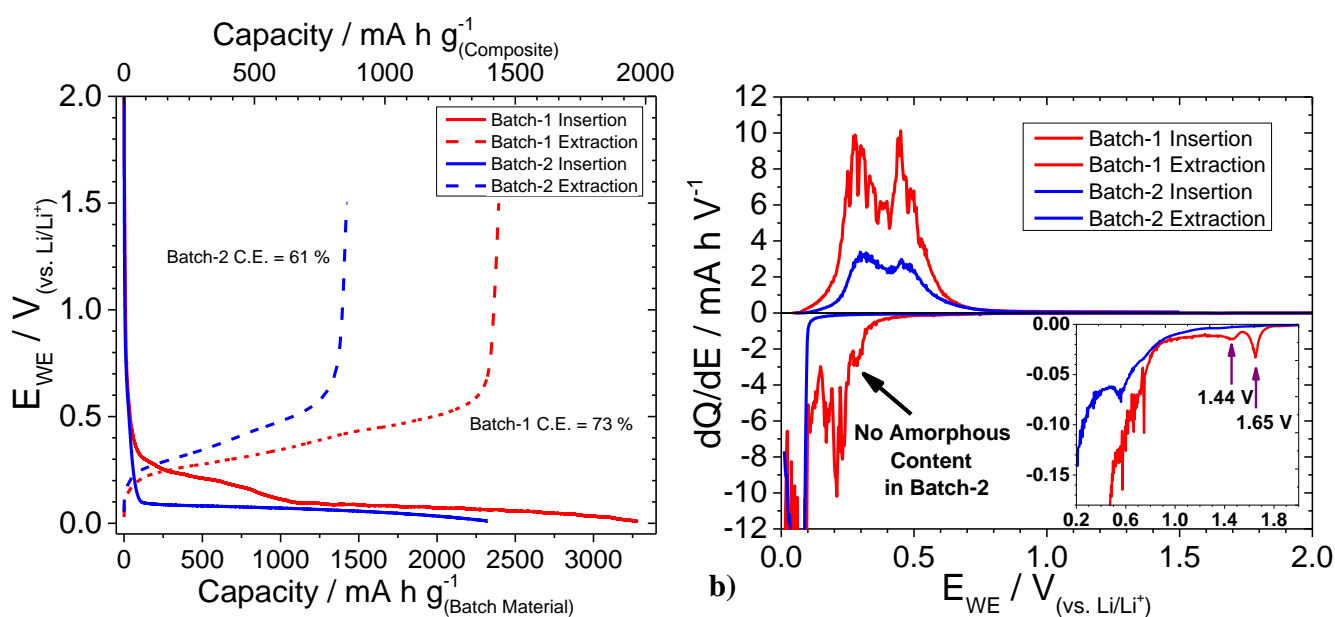 Capacity / mA h g-1(Composite)
0 500 1000 1500 2000
2.0
1.5
1.0
0.5
0.0
EWE / V(vs. Li/Li+)
Batch-1 Insertion
Batch-1 Extraction
Batch-2 Insertion
Batch-2 Extraction
Batch-2 C.E. = 61 %
Batch-1 C.E. = 73 %
0 500 1000 1500 2000 2500 3000
Capacity / mA h g-1(Batch Material)
12
10
8
6
4
2
0
-2
-4
-6
-8
-10
-12
dQ/dE / mA h V-1
Batch-1 Insertion
Batch-1 Extraction
Batch-2 Insertion
Batch-2 Extraction
No Amorphous
Content
in Batch-2
0.00
-0.05
-0.10
-0.15
1.44 V
1.65 V
0.2 0.6 1.0 1.4 1.8
0.0 0.5 1.0 1.5 2.0
b)
EWE / V(vs. Li/Li+)